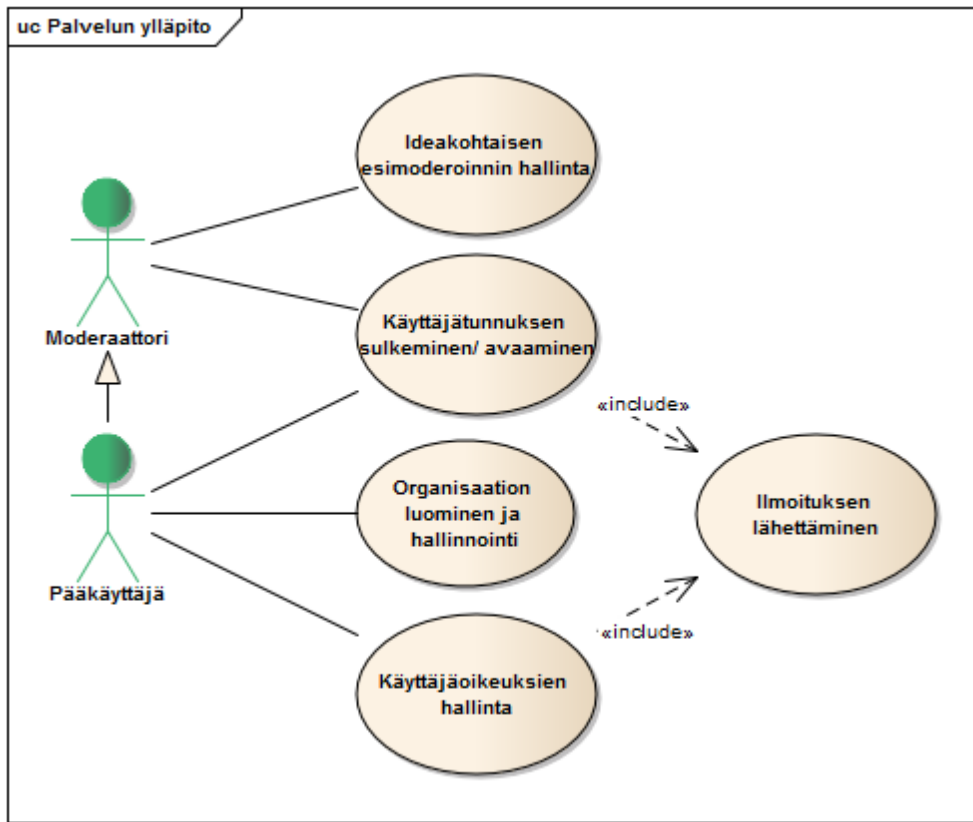 uc Palvelun ylläpito
Ideakohtaisen
esimoderoinnin hallinta
Moderaattori
Käyttäjätunnuksen
sulkeminen/ avaaminen
«include»
Organisaation
luominen ja
hallinnointi
Ilmoituksen
lähettäminen
Pääkäyttäjä
«include»
Käyttäjäoikeuksien
hallinta